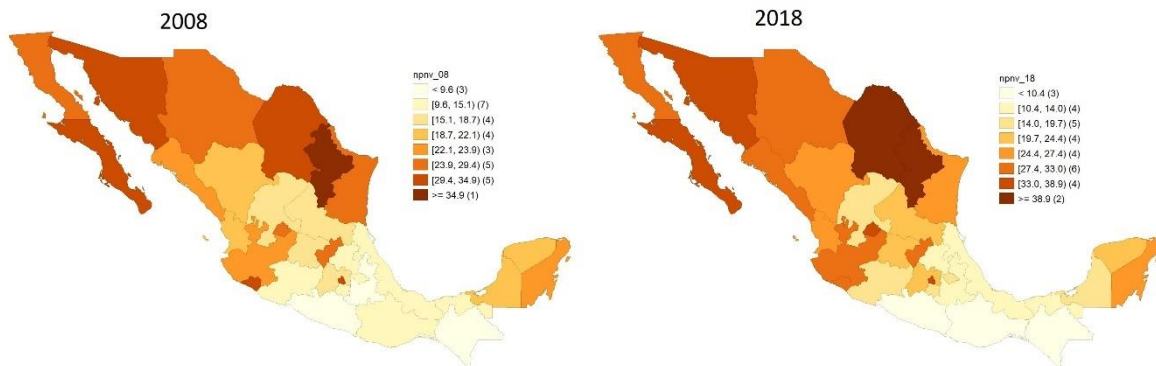 2008
npnv_08
< 9.6 (3)
[9.6, 15.1) (7)
[15.1, 18.7) (4)
[18.7, 22.1) (4)
[22.1, 23.9) (3)
[23.9, 29.4) (5)
[29.4, 34.9) (5)
>= 34.9 (1)
2018
npnv_18
< 10.4 (3)
[10.4, 14.0) (4)
[14.0, 19.7) (5)
[19.7, 24.4) (4)
[24.4, 27.4) (4)
[27.4, 33.0) (6)
[33.0, 38.9) (4)
>= 38.9 (2)